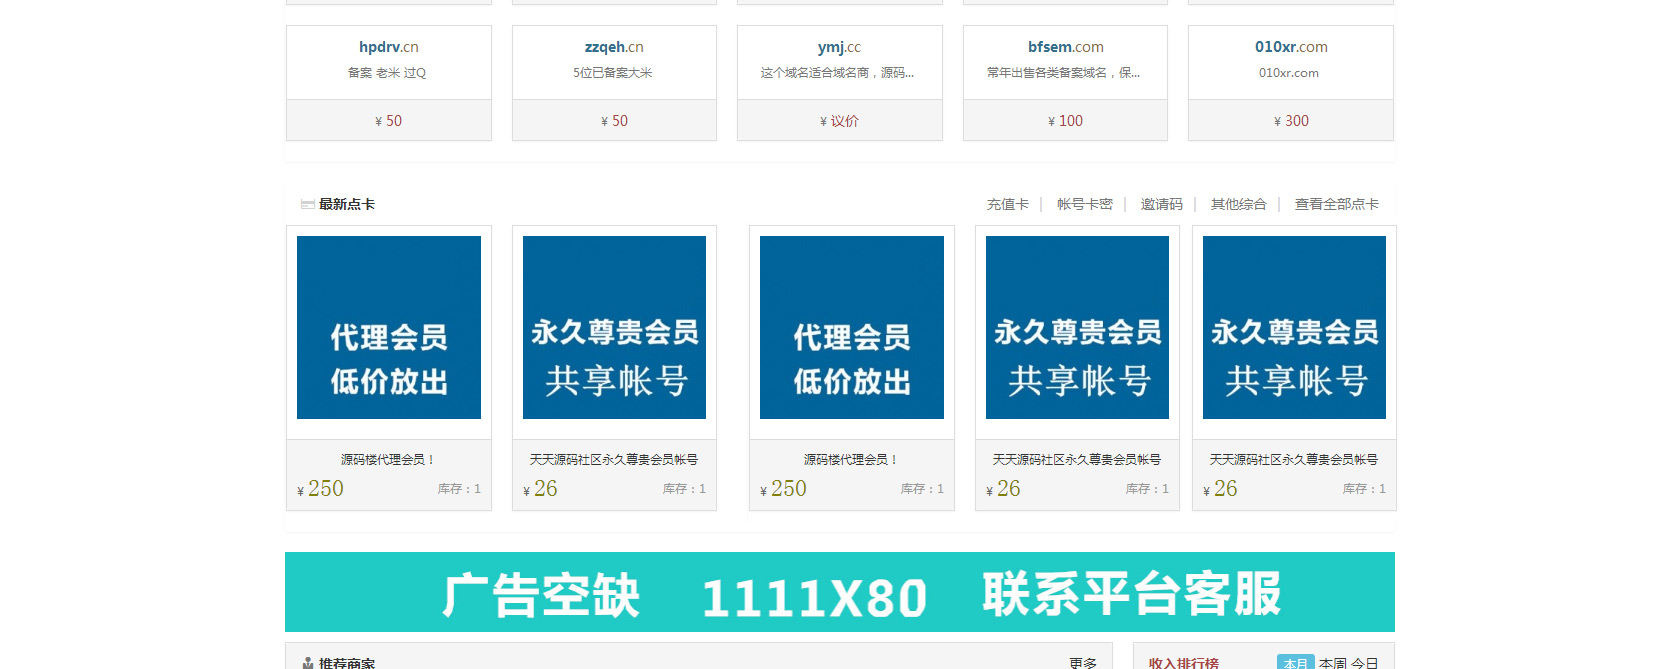 hpdrv.cn
备案 老米 过Q
¥ 50
zzqeh.cn
5位已备案大米
¥ 50
ymj.cc
这个域名适合域名商，源码...
¥ 议价
bfsem.com
常年出售各类备案域名，保...
¥ 100
010xr.com
010xr.com
¥ 300
最新点卡
充值卡 | 帐号卡密 | 邀请码 | 其他综合 | 查看全部点卡
代理会员
低价放出
源码楼代理会员！
¥ 250 库存：1
永久尊贵会员
共享帐号
天天源码社区永久尊贵会员帐号
¥ 26 库存：1
代理会员
低价放出
源码楼代理会员！
¥ 250 库存：1
永久尊贵会员
共享帐号
天天源码社区永久尊贵会员帐号
¥ 26 库存：1
永久尊贵会员
共享帐号
天天源码社区永久尊贵会员帐号
¥ 26 库存：1
广告空缺 1111X80 联系平台客服
推荐商家 更多
收入排行榜 本月 本周 今日